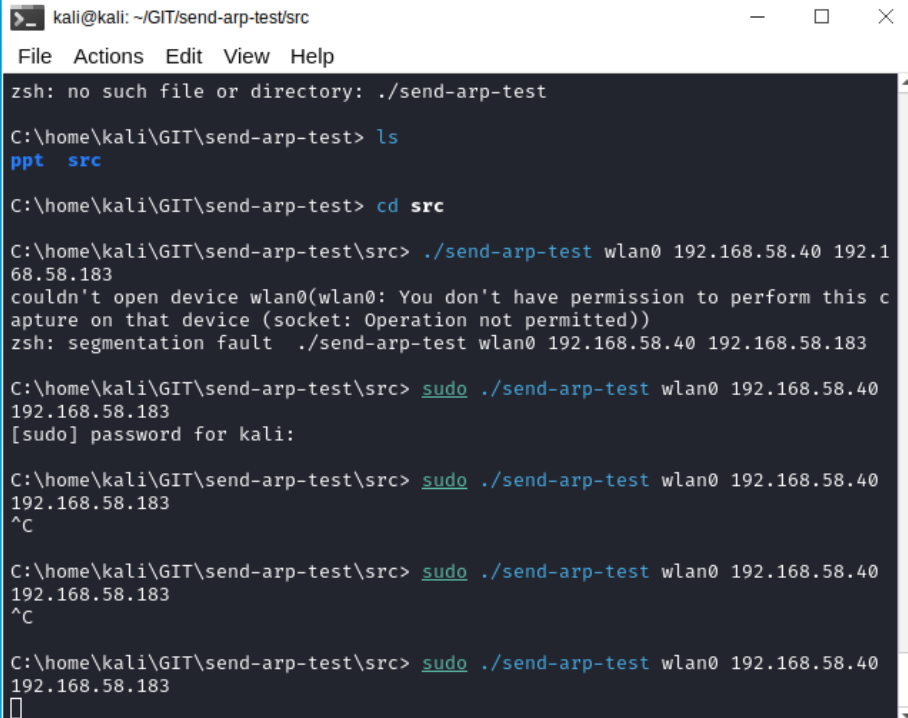 kali@kali: ~/GIT/send-arp-test/src
File Actions Edit View Help
zsh: no such file or directory: ./send-arp-test
C:\home\kali\GIT\send-arp-test> ls
ppt src
C:\home\kali\GIT\send-arp-test> cd src
C:\home\kali\GIT\send-arp-test\src> ./send-arp-test wlan0 192.168.58.40 192.1
68.58.183
couldn't open device wlan0(wlan0: You don't have permission to perform this c
apture on that device (socket: Operation not permitted))
zsh: segmentation fault  ./send-arp-test wlan0 192.168.58.40 192.168.58.183
C:\home\kali\GIT\send-arp-test\src> sudo ./send-arp-test wlan0 192.168.58.40
192.168.58.183
[sudo] password for kali:
C:\home\kali\GIT\send-arp-test\src> sudo ./send-arp-test wlan0 192.168.58.40
192.168.58.183
^C
C:\home\kali\GIT\send-arp-test\src> sudo ./send-arp-test wlan0 192.168.58.40
192.168.58.183
^C
C:\home\kali\GIT\send-arp-test\src> sudo ./send-arp-test wlan0 192.168.58.40
192.168.58.183